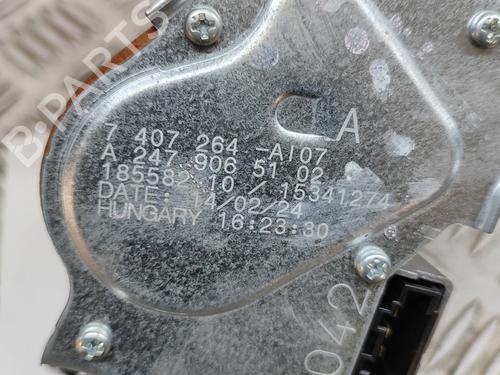 A
7 407 264 -AI07
A 247 906 51 02
185582 10 / 15341274
DATE: 14/02/24
HUNGARY 16:23:30
042
B-PARTS